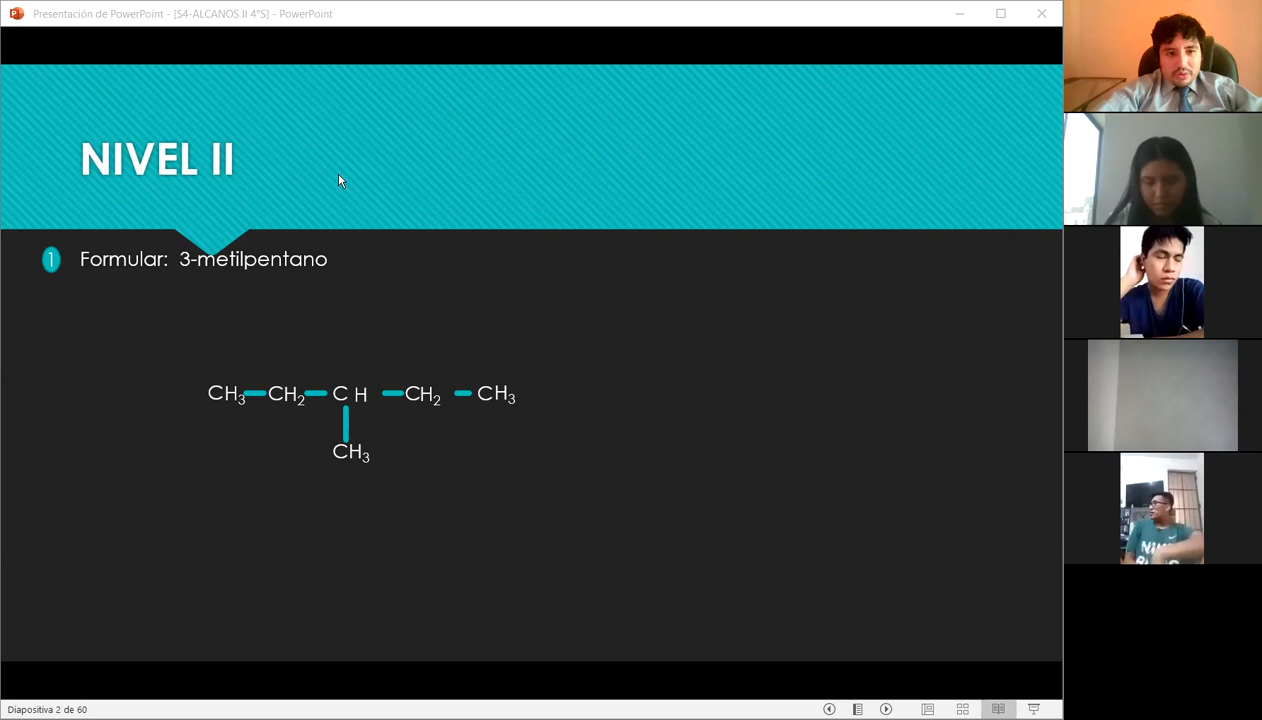 Presentación de PowerPoint - [S4-ALCANOS II 4°S] - PowerPoint
NIVEL II
1 Formular: 3-metilpentano
CH₃ CH₂ C H CH₂ CH₃
CH₃
Diapositiva 2 de 60